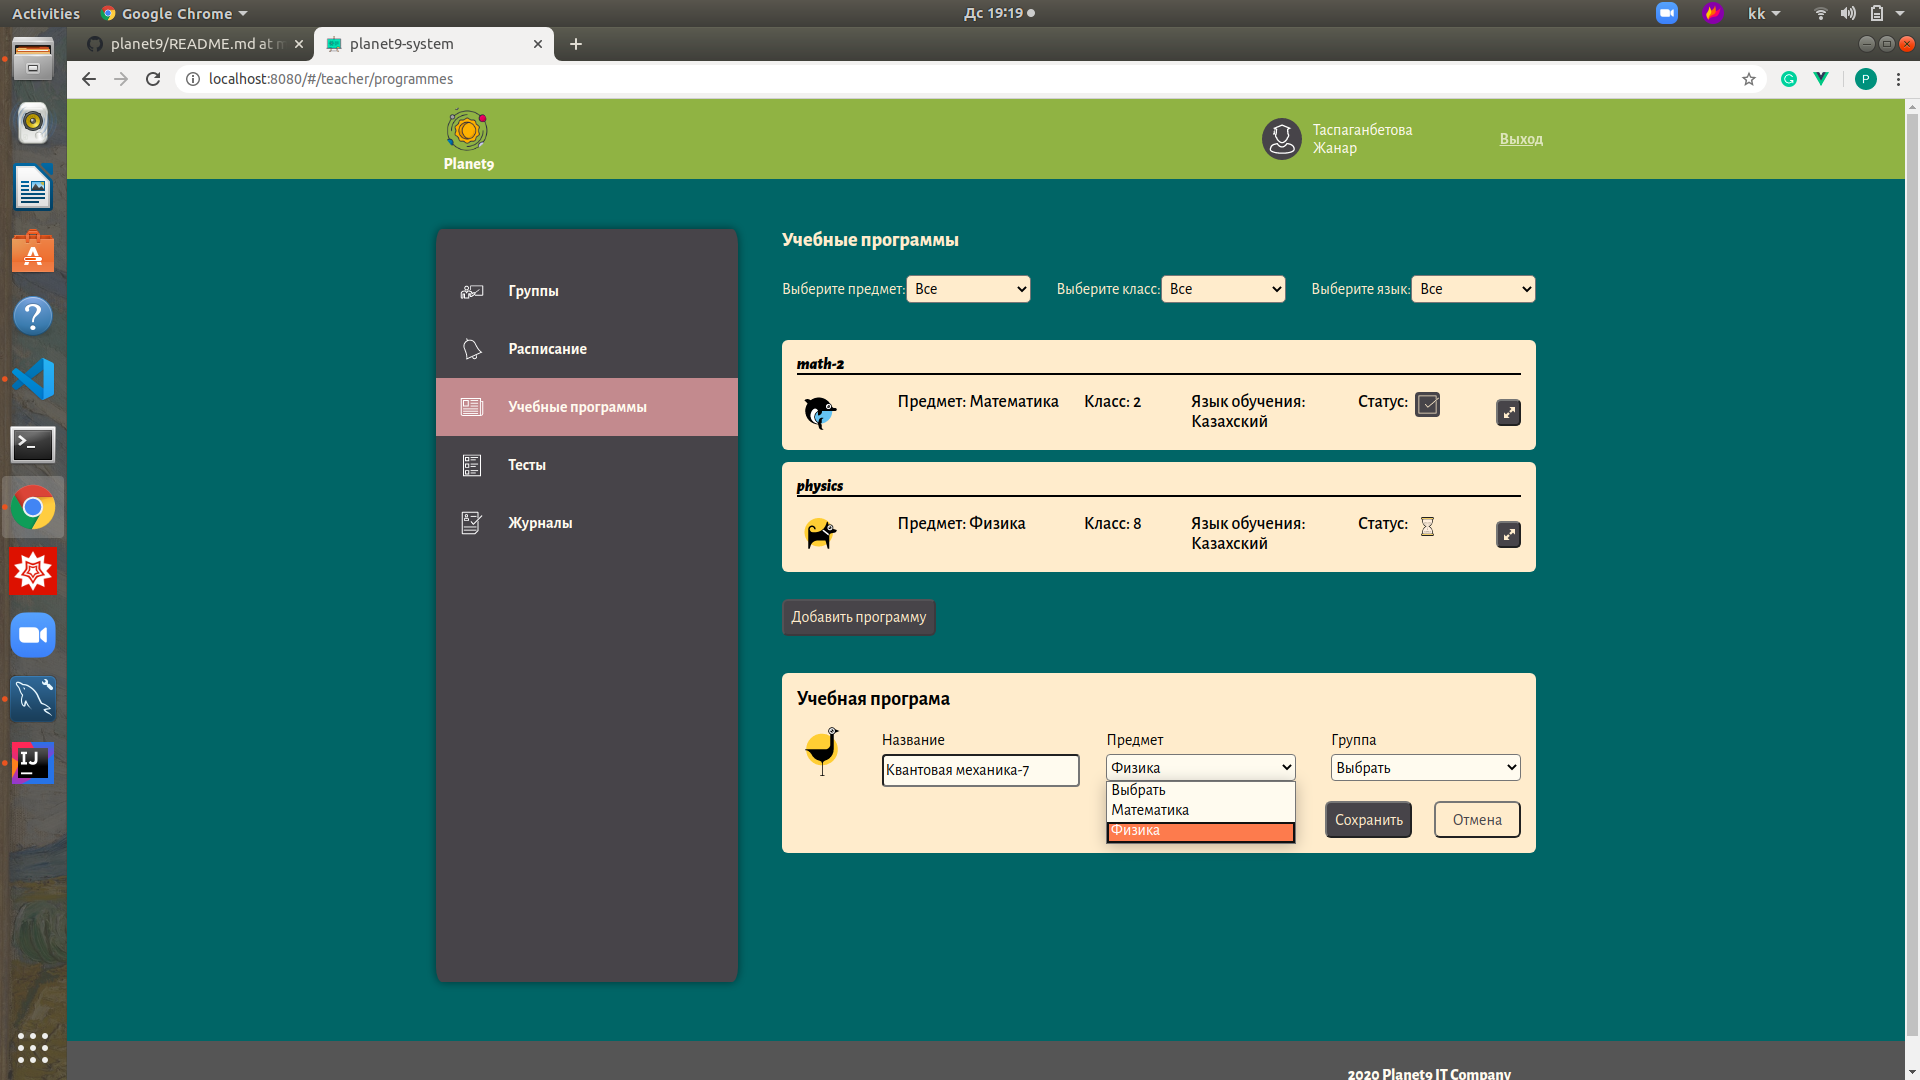 Activities
Google Chrome
Дс 19:19
kk
planet9/README.md at m
planet9-system
localhost:8080/#/teacher/programmes
P
Planet9
Таспаганбетова
Жанар
Выход
Группы
Расписание
Учебные программы
Тесты
Журналы
Учебные программы
Выберите предмет: Все
Выберите класс: Все
Выберите язык: Все
math-2
Предмет: Математика
Класс: 2
Язык обучения:
Казахский
Статус:
physics
Предмет: Физика
Класс: 8
Язык обучения:
Казахский
Статус:
Добавить программу
Учебная програма
Название
Квантовая механика-7
Предмет
Физика
Выбрать
Математика
Физика
Группа
Выбрать
Сохранить
Отмена
2020 Planet9 IT Company
IJ